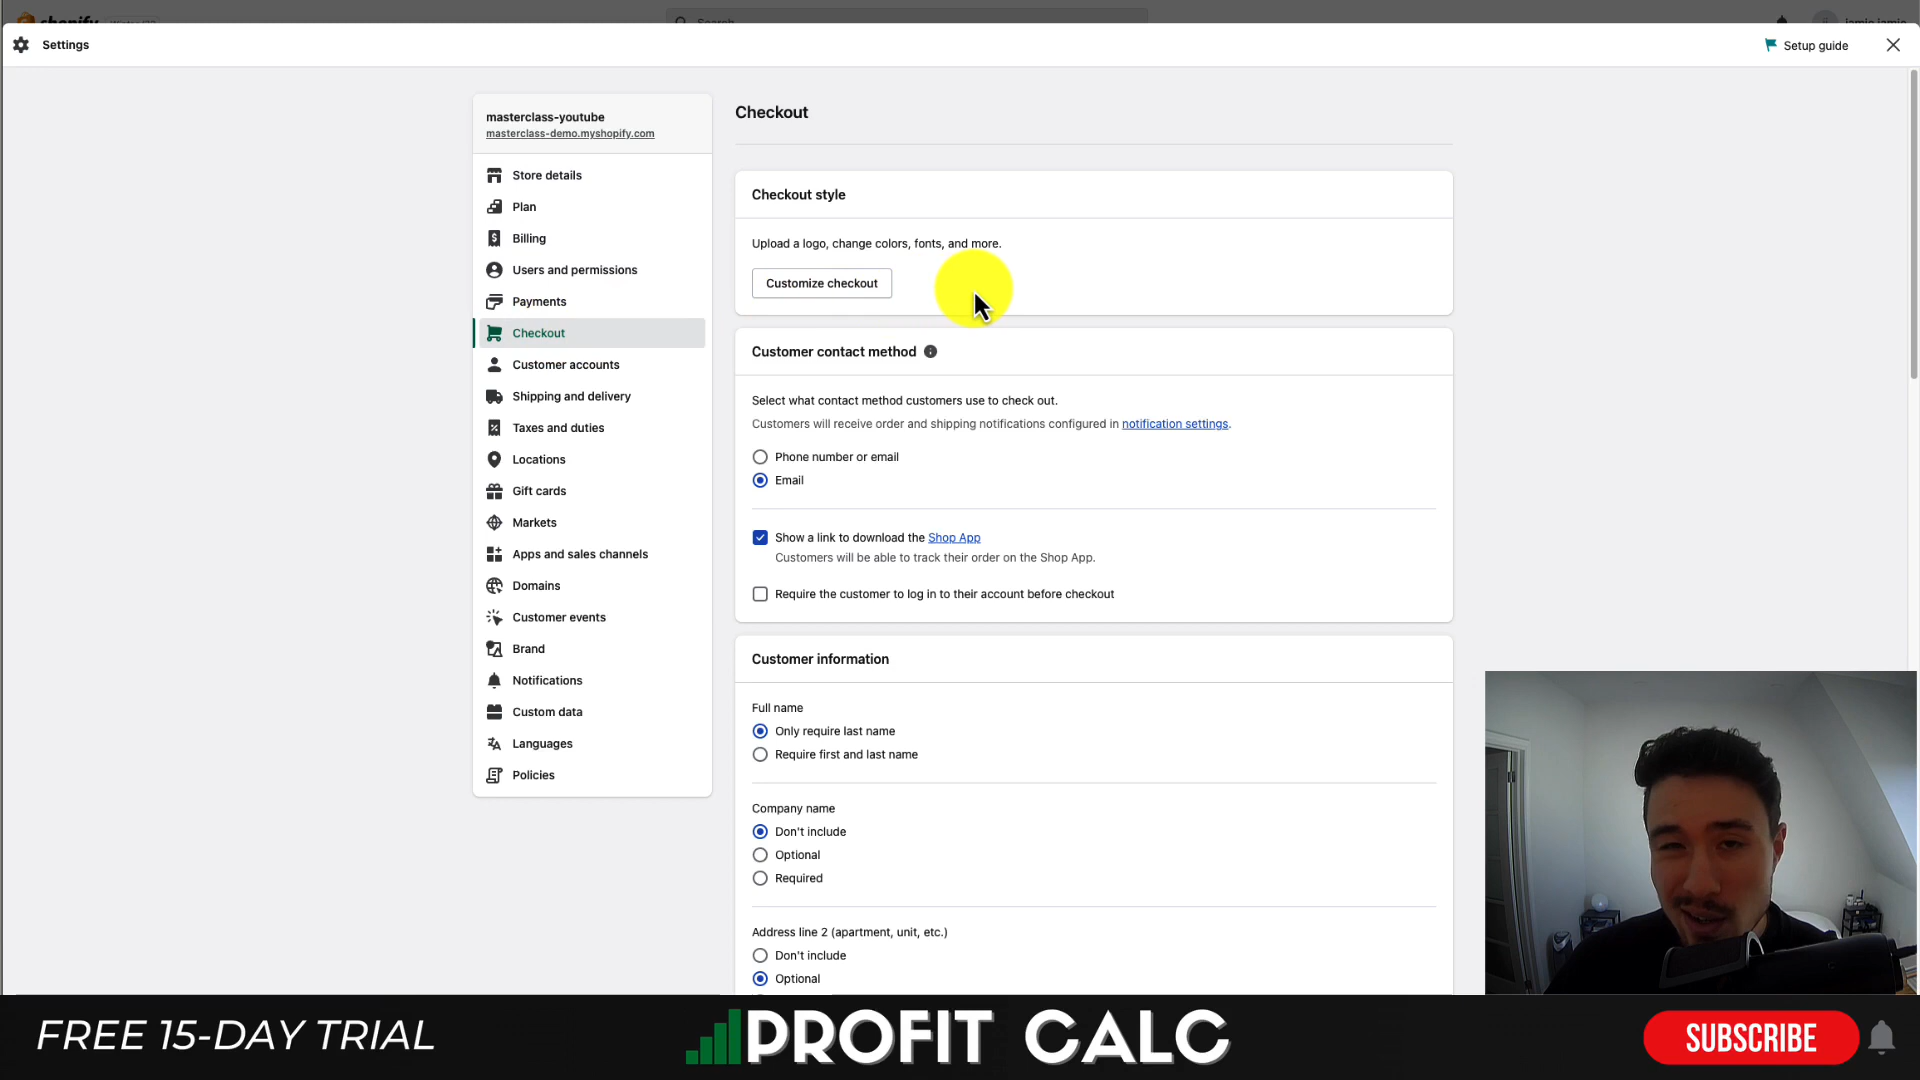 shopify
Search
jamie jamie
Settings
Setup guide
masterclass-youtube
masterclass-demo.myshopify.com
Store details
Plan
Billing
Users and permissions
Payments
Checkout
Customer accounts
Shipping and delivery
Taxes and duties
Locations
Gift cards
Markets
Apps and sales channels
Domains
Customer events
Brand
Notifications
Custom data
Languages
Policies
Checkout
Checkout style
Upload a logo, change colors, fonts, and more.
Customize checkout
Customer contact method
Select what contact method customers use to check out.
Customers will receive order and shipping notifications configured in notification settings.
Phone number or email
Email
Show a link to download the Shop App
Customers will be able to track their order on the Shop App.
Require the customer to log in to their account before checkout
Customer information
Full name
Only require last name
Require first and last name
Company name
Don't include
Optional
Required
Address line 2 (apartment, unit, etc.)
Don't include
Optional
FREE 15-DAY TRIAL
PROFIT CALC
SUBSCRIBE